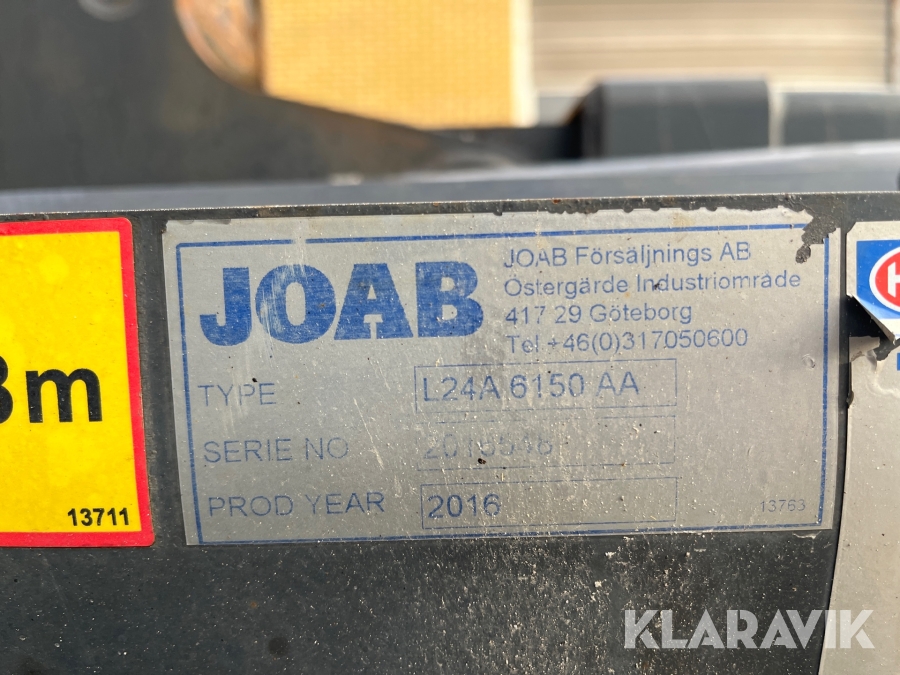 3m
13711
JOAB
JOAB Försäljnings AB
Ostergärde Industriområde
417 29 Göteborg
Tel +46(0)317050600
TYPE L24A 6150 AA
SERIE NO
PROD YEAR 2016
13763
KLARAVIK